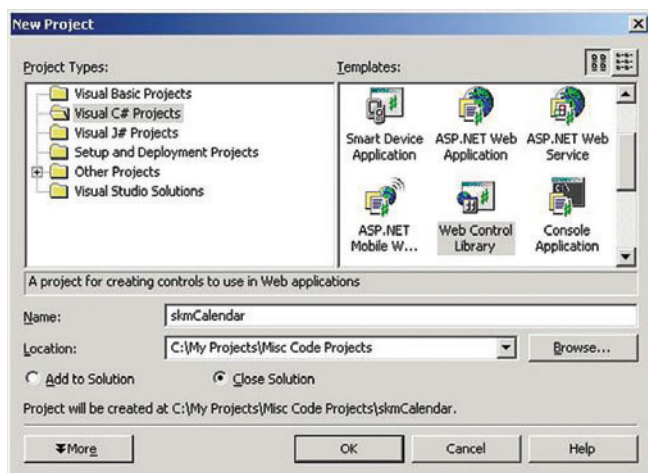 New Project
Project Types:
Templates:
Visual Basic Projects
Visual C# Projects
Visual J# Projects
Setup and Deployment Projects
Other Projects
Visual Studio Solutions
Smart Device Application
ASP.NET Web Application
ASP.NET Web Service
ASP.NET Mobile W...
Web Control Library
Console Application
A project for creating controls to use in Web applications
Name:
skmCalendar
Location:
C:\My Projects\Misc Code Projects
Browse...
Add to Solution
Close Solution
Project will be created at C:\My Projects\Misc Code Projects\skmCalendar.
More
OK
Cancel
Help